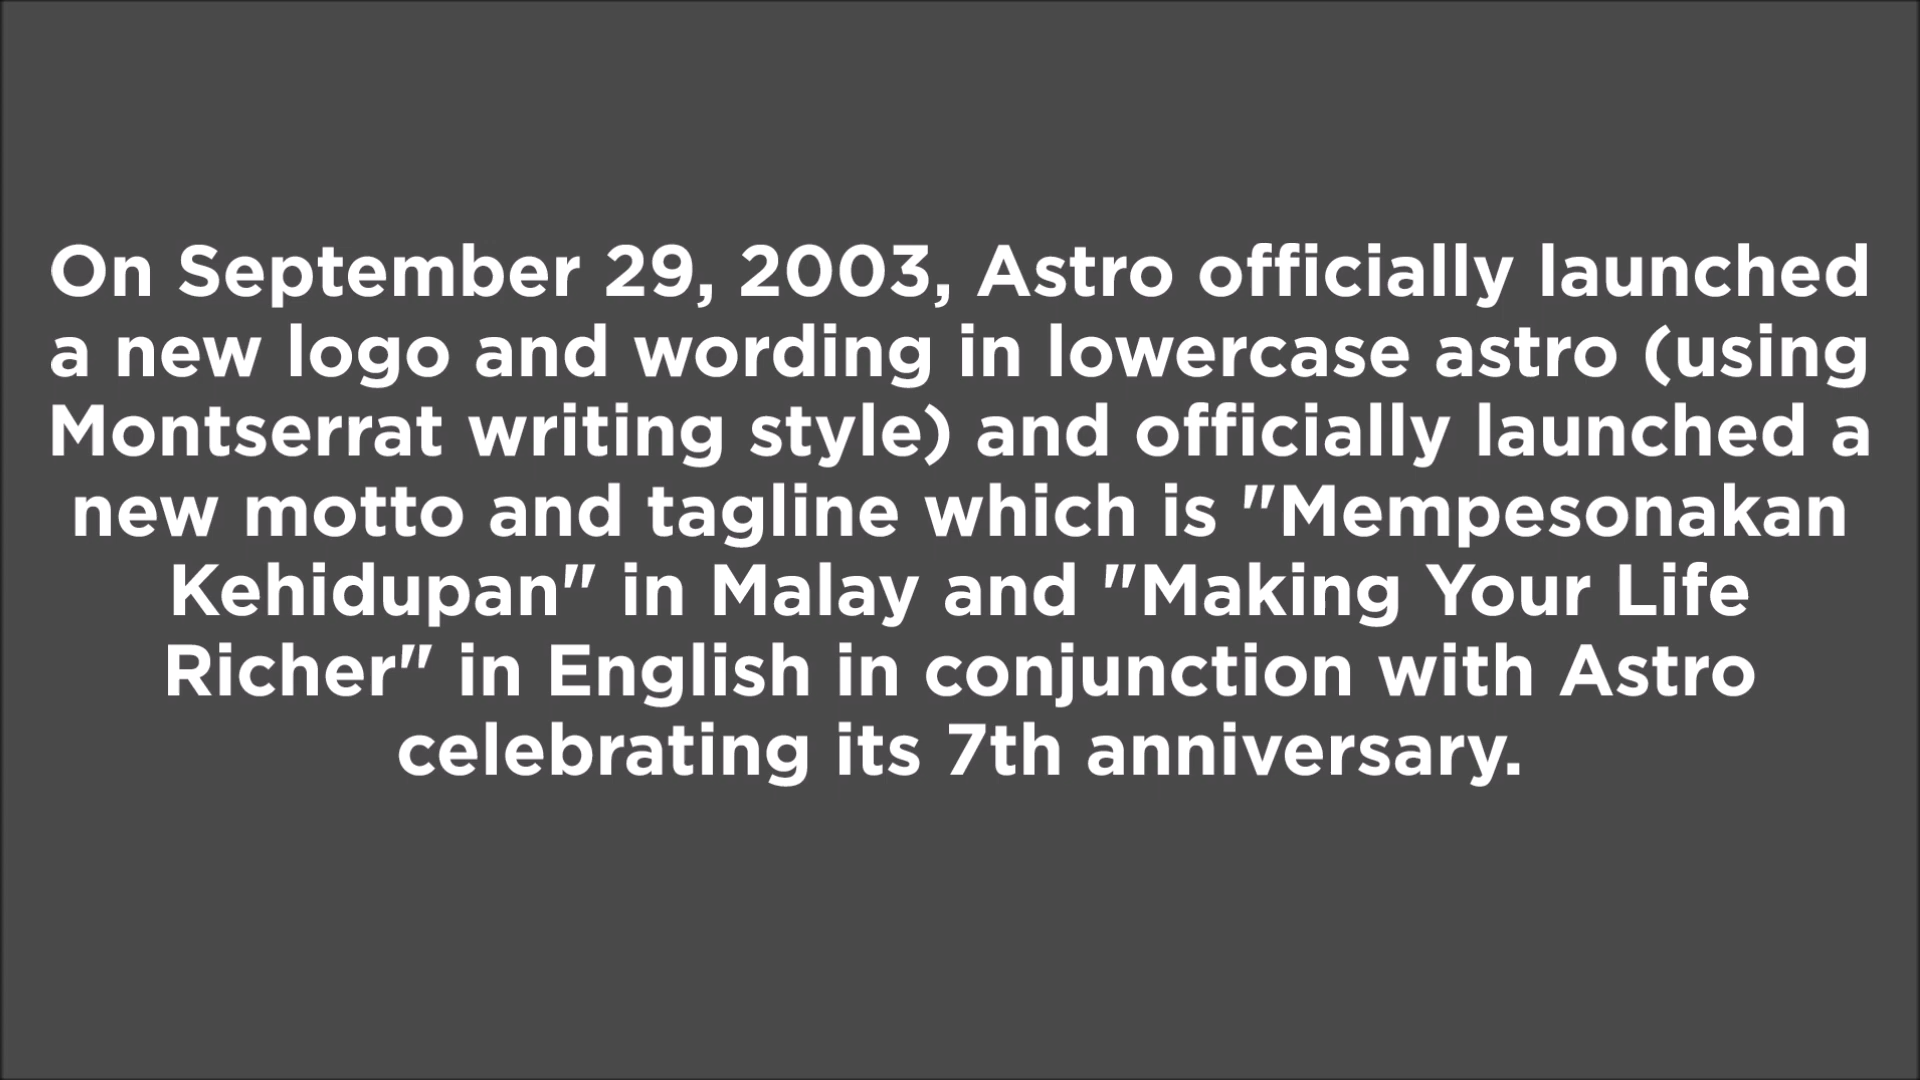 On September 29, 2003, Astro officially launched
a new logo and wording in lowercase astro (using
Montserrat writing style) and officially launched a
new motto and tagline which is "Mempesonakan
Kehidupan" in Malay and "Making Your Life
Richer" in English in conjunction with Astro
celebrating its 7th anniversary.